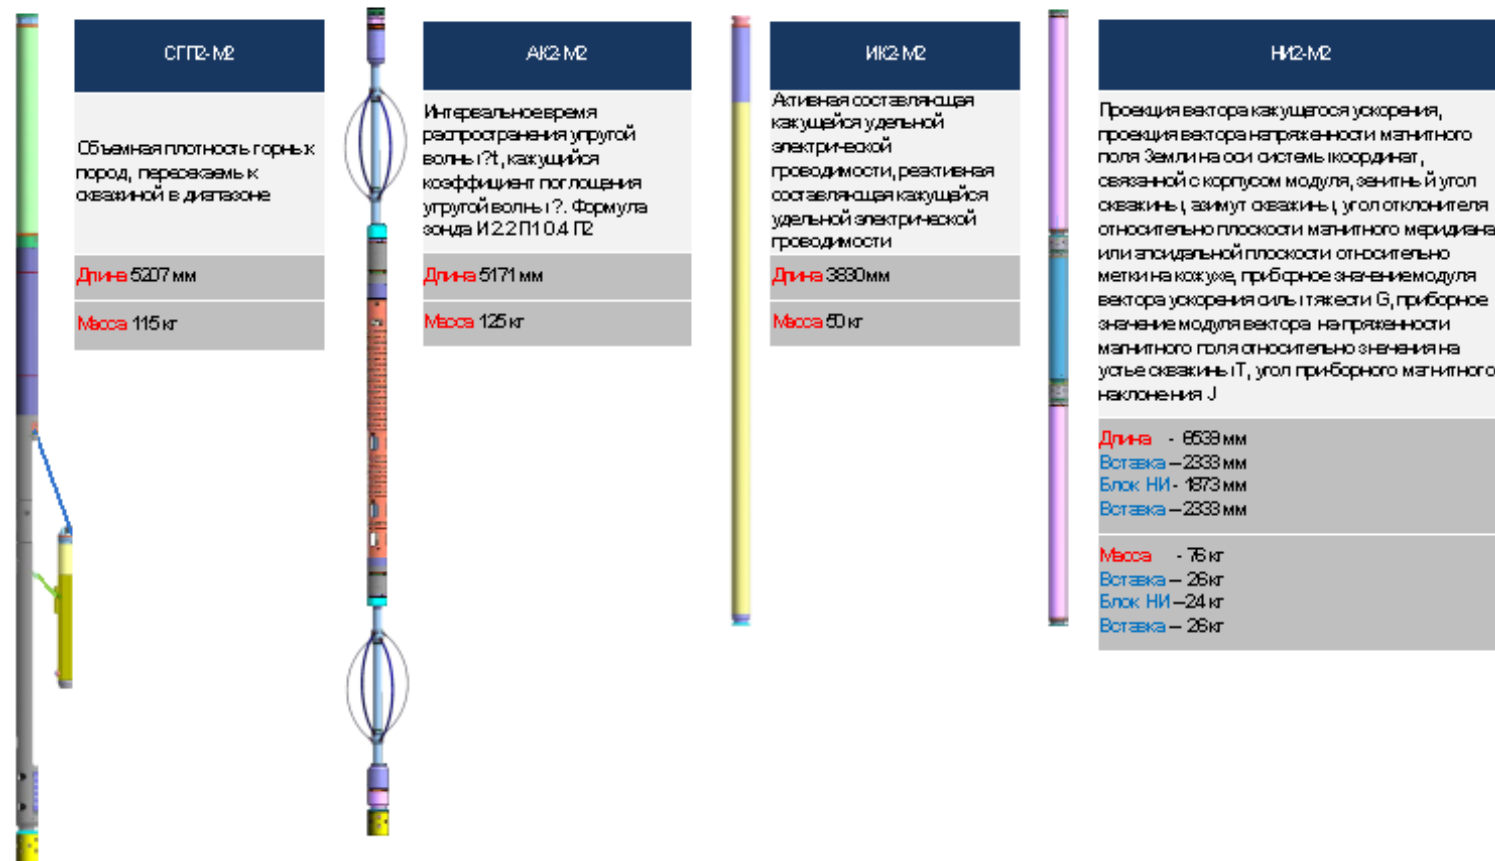 СГП2-М2
Объемная плотность горных
пород, пересекаемых
скважиной в диапазоне
Длина 5207 мм
Масса 115 кг
АК2-М2
Интервальное время
распространения упругой
волны ?t, кажущийся
коэффициент поглощения
упругой волны ?. Формула
зонда И 2.2 П1 0.4 П2
Длина 5171 мм
Масса 125 кг
ИК2-М2
Активная составляющая
кажущейся удельной
электрической
проводимости, реактивная
составляющая кажущейся
удельной электрической
проводимости
Длина 3830 мм
Масса 50 кг
НИ2-М2
Проекция вектора кажущегося ускорения,
проекция вектора напряженности магнитного
поля Земли на оси системы координат,
связанной с корпусом модуля, зенитный угол
скважины, азимут скважины, угол отклонителя
относительно плоскости магнитного меридиана
или апсидальной плоскости относительно
метки на кожухе, приборное значение модуля
вектора ускорения силы тяжести G, приборное
значение модуля вектора напряженности
магнитного поля относительно значения на
устье скважины T, угол приборного магнитного
наклонения J
Длина - 6539 мм
Вставка – 2333 мм
Блок НИ - 1873 мм
Вставка – 2333 мм
Масса - 76 кг
Вставка – 26 кг
Блок НИ – 24 кг
Вставка – 26 кг